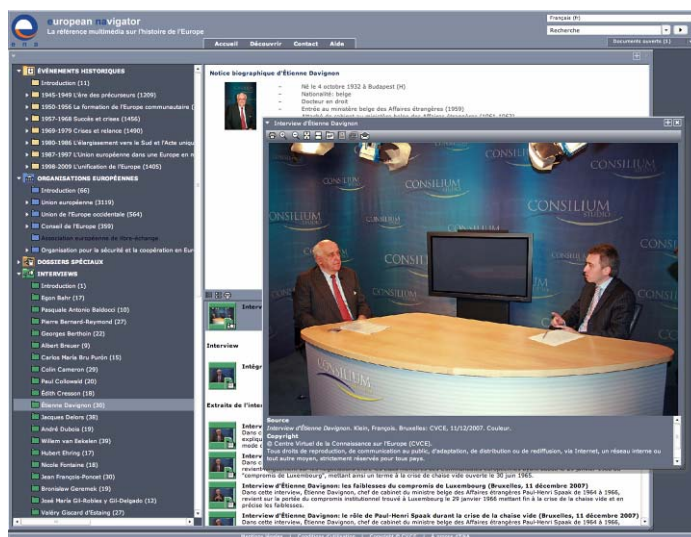 european navigator
La référence multimédia sur l'histoire de l'Europe
ena
Français (fr)
Recherche
Accueil Découvrir Contact Aide
Documents ouverts (1)
ÉVÉNEMENTS HISTORIQUES
Introduction (11)
1945-1949 L'ère des précurseurs (1209)
1950-1956 La formation de l'Europe communautaire (
1957-1968 Succès et crises (1456)
1969-1979 Crises et relance (1490)
1980-1986 L'élargissement vers le Sud et l'Acte uniqu
1987-1997 L'Union européenne dans une Europe en m
1998-2009 L'unification de l'Europe (1405)
ORGANISATIONS EUROPÉENNES
Introduction (66)
Union européenne (3119)
Union de l'Europe occidentale (564)
Conseil de l'Europe (359)
Association européenne de libre-échange
Organisation pour la sécurité et la coopération en Eur
DOSSIERS SPÉCIAUX
INTERVIEWS
Introduction (1)
Egon Bahr (17)
Pasquale Antonio Baldocci (10)
Pierre Bernard-Reymond (27)
Georges Berthoin (22)
Albert Breuer (9)
Carlos María Bru Purón (15)
Colin Cameron (29)
Paul Collowald (20)
Édith Cresson (18)
Étienne Davignon (30)
Jacques Delors (38)
André Dubois (19)
Willem van Eekelen (39)
Hubert Ehring (17)
Nicole Fontaine (18)
Jean François-Poncet (30)
Bronisław Geremek (19)
José María Gil-Robles y Gil-Delgado (12)
Valéry Giscard d'Estaing (27)
Notice biographique d'Étienne Davignon
- Né le 4 octobre 1932 à Budapest (H)
- Nationalité: belge
- Docteur en droit
- Entrée au ministère belge des Affaires étrangères (1959)
Interview d'Étienne Davignon
CONSILIUM
STUDIO
CONSILIUM
CONSILIUM
STUDIO
CONSILIUM
STUDIO
CONSILIUM
Source
Interview d'Étienne Davignon. Klein, François. Bruxelles: CVCE, 11/12/2007. Couleur.
Copyright
© Centre Virtuel de la Connaissance sur l'Europe (CVCE).
Tous droits de reproduction, de communication au public, d'adaptation, de distribution ou de rediffusion, via Internet, un réseau interne ou
tout autre moyen, strictement réservés pour tous pays.
Interv
Interview
Intégr
Extraits de l'inter
Interv
Dans c
expliqu
mode d
Interv
Dans c
"compromis de Luxembourg", mettant ainsi un terme à la crise de la chaise vide ouverte le 30 juin 1965.
Interview d'Étienne Davignon: les faiblesses du compromis de Luxembourg (Bruxelles, 11 décembre 2007)
Dans cette interview, Étienne Davignon, chef de cabinet du ministre belge des Affaires étrangères Paul-Henri Spaak de 1964 à 1966,
revient sur la portée du compromis institutionnel trouvé à Luxembourg le 29 janvier 1966 mettant fin à la crise de la chaise vide et en
précise les faiblesses.
Interview d'Étienne Davignon: le rôle de Paul-Henri Spaak durant la crise de la chaise vide (Bruxelles, 11 décembre 2007)
Dans cette interview, Étienne Davignon, chef de cabinet du ministre belge des Affaires étrangères Paul-Henri Spaak de 1964 à 1966,